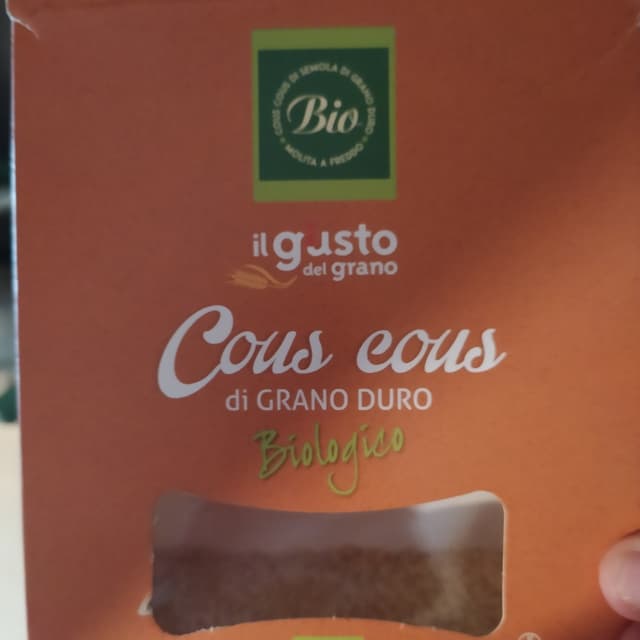 COUS COUS DI SEMOLA DI GRANO DURO
Bio
MOLITA A FREDDO
il gusto
del grano
Cous cous
di GRANO DURO
Biologico